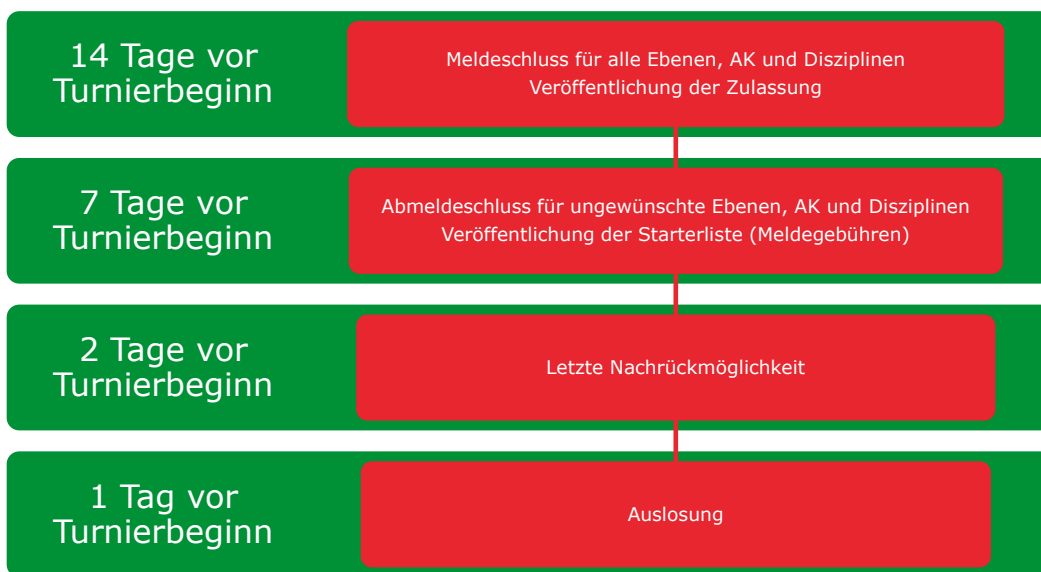 14 Tage vor
Turnierbeginn
Meldeschluss für alle Ebenen, AK und Disziplinen
Veröffentlichung der Zulassung
7 Tage vor
Turnierbeginn
Abmeldeschluss für ungewünschte Ebenen, AK und Disziplinen
Veröffentlichung der Starterliste (Meldegebühren)
2 Tage vor
Turnierbeginn
Letzte Nachrückmöglichkeit
1 Tag vor
Turnierbeginn
Auslosung